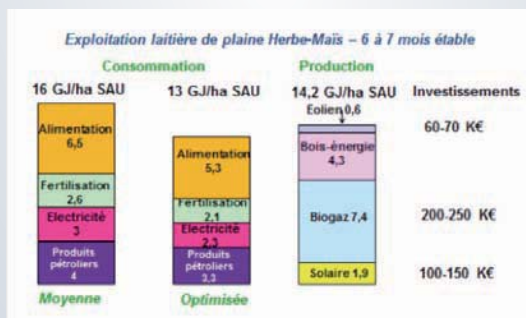 Exploitation laitière de plaine Herbe-Maïs – 6 à 7 mois étable
Consommation
Production
16 GJ/ha SAU
13 GJ/ha SAU
14,2 GJ/ha SAU
Investissements
Alimentation
6,5
Fertilisation
2,6
Electricité
3
Produits
pétroliers
4
Moyenne
Alimentation
5,3
Fertilisation
2,1
Electricité
2,3
Produits
pétroliers
3,3
Optimisée
Eolien 0,6
Bois-énergie
4,3
Biogaz 7,4
Solaire 1,9
60-70 K€
200-250 K€
100-150 K€